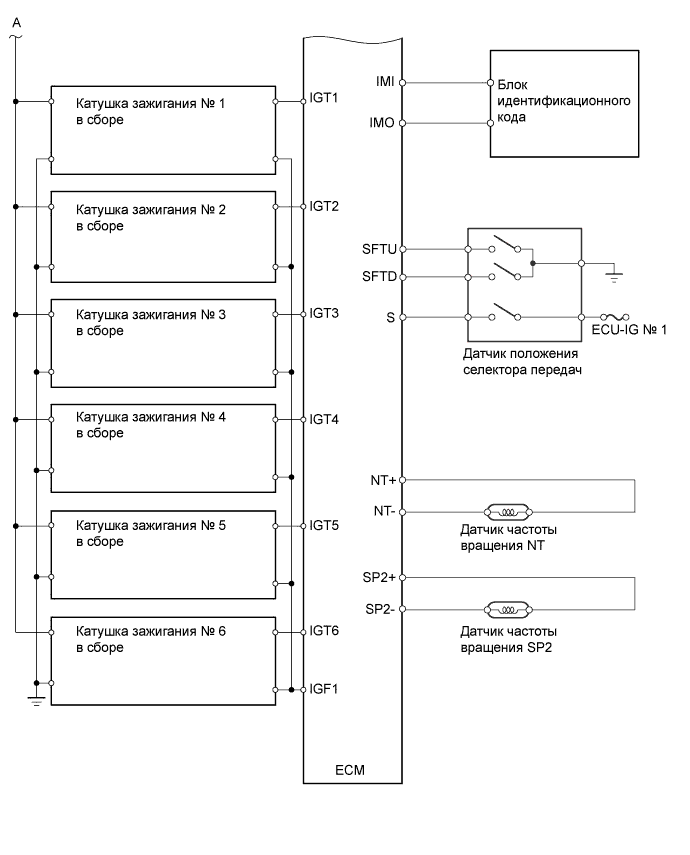 A
Катушка зажигания № 1
в сборе
IGT1
Катушка зажигания № 2
в сборе
IGT2
Катушка зажигания № 3
в сборе
IGT3
Катушка зажигания № 4
в сборе
IGT4
Катушка зажигания № 5
в сборе
IGT5
Катушка зажигания № 6
в сборе
IGT6
IGF1
ECM
IMI
IMO
Блок
идентификационного
кода
SFTU
SFTD
S
ECU-IG № 1
Датчик положения
селектора передач
NT+
NT-
Датчик частоты
вращения NT
SP2+
SP2-
Датчик частоты
вращения SP2